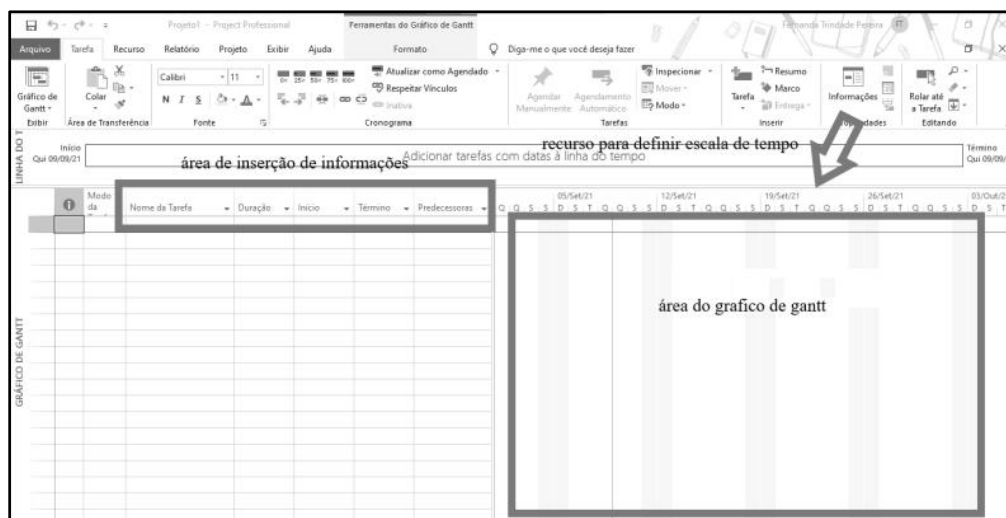 Projeto1 - Project Professional
Ferramentas do Gráfico de Gantt
Fernanda Trindade Pereira FT
Arquivo Tarefa Recurso Relatório Projeto Exibir Ajuda Formato Diga-me o que você deseja fazer
Gráfico de Gantt
Exibir
Colar
Área de Transferência
Calibri 11
N I S
Fonte
0% 25% 50% 75% 100%
Atualizar como Agendado
Respeitar Vínculos
Inativa
Cronograma
Agendar Manualmente
Agendamento Automático
Inspecionar
Mover
Modo
Tarefas
Tarefa
Resumo
Marco
Entrega
Inserir
Informações
Rolar até a Tarefa
Editando
LINHA DO T
Início
Qui 09/09/21
Adicionar tarefas com datas à linha do tempo
Término
Qui 09/09/
área de inserção de informações
recurso para definir escala de tempo
Modo da
Nome da Tarefa Duração Início Término Predecessoras
05/Set/21 12/Set/21 19/Set/21 26/Set/21 03/Out/2
Q Q S S D S T Q Q S S D S T Q Q S S D S T Q Q S S D S T Q Q S S D S T
área do grafico de gantt
GRÁFICO DE GANTT